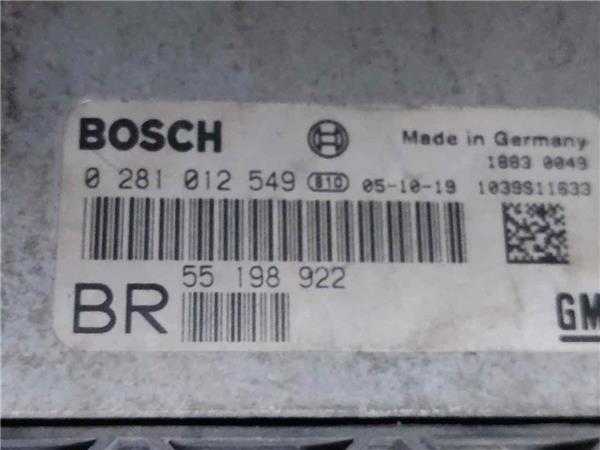 BOSCH Made in Germany
1883 0049
0 281 012 549 810 05-10-19 1039S11633
55 198 922
BR GM